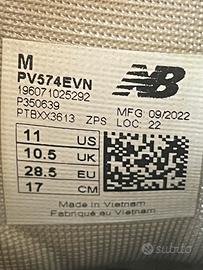 M
PV574EVN
196071025292
P350639
PTBXX3613 ZPS
NB
MFG 09/2022
LOC: 22
11 US
10.5 UK
28.5 EU
17 CM
Made in Vietnam
Fabriqué au Vietnam
subito